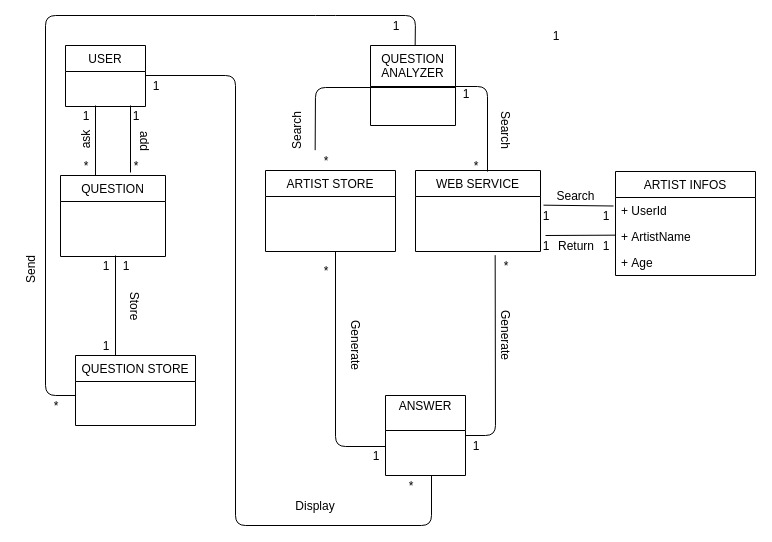 1
1
USER
QUESTION
ANALYZER
1
1
1
1
ask
add
Search
Search
*
*
*
*
QUESTION
ARTIST STORE
WEB SERVICE
ARTIST INFOS
Search
1
1
+ UserId
1
Return
1
+ ArtistName
+ Age
1
1
*
*
Send
Store
Generate
Generate
1
QUESTION STORE
*
ANSWER
1
1
*
Display